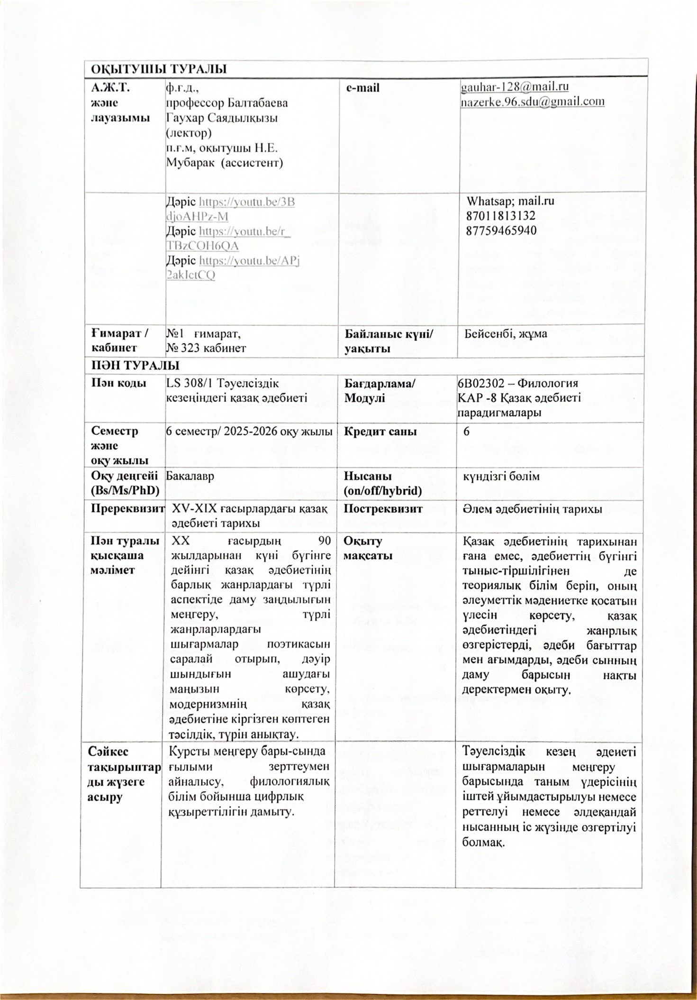 ОҚЫТУШЫ ТУРАЛЫ
А.Ж.Т.
және
лауазымы
ф.ғ.д.,
профессор Балтабаева
Гаухар Саядылқызы
(лектор)
п.ғ.м, оқытушы Н.Е.
Мубарак (ассистент)
e-mail
gauhar-128@mail.ru
nazerke.96.sdu@gmail.com
Дәріс https://youtu.be/3B
djoAHPz-M
Дәріс https://youtu.be/r_
TBzCOH6QA
Дәріс https://youtu.be/APj
2akIctCQ
Whatsap; mail.ru
87011813132
87759465940
Ғимарат /
кабинет
№1 ғимарат,
№ 323 кабинет
Байланыс күні/
уақыты
Бейсенбі, жұма
ПӘН ТУРАЛЫ
Пән коды
LS 308/1 Тәуелсіздік
кезеңіндегі қазақ әдебиеті
Бағдарлама/
Модулі
6B02302 – Филология
KAP -8 Қазақ әдебиеті
парадигмалары
Семестр
және
оқу жылы
6 семестр/ 2025-2026 оқу жылы
Кредит саны
6
Оқу деңгейі
(Bs/Ms/PhD)
Бакалавр
Нысаны
(on/off/hybrid)
күндізгі бөлім
Пререквизит
XV-XIX ғасырлардағы қазақ
әдебиеті тарихы
Постреквизит
Әлем әдебиетінің тарихы
Пән туралы
қысқаша
мәлімет
XX ғасырдың 90
жылдарынан күні бүгінге
дейінгі қазақ әдебиетінің
барлық жанрлардағы түрлі
аспектіде даму заңдылығын
меңгеру, түрлі
жанрларлардағы
шығармалар поэтикасын
саралай отырып, дәуір
шындығын ашудағы
маңызын көрсету,
модернизмнің қазақ
әдебиетіне кіргізген көптеген
тәсілдік, түрін анықтау.
Оқыту
мақсаты
Қазақ әдебиетінің тарихынан
ғана емес, әдебиеттің бүгінгі
тыныс-тіршілігінен де
теориялық білім беріп, оның
әлеуметтік мәдениетке қосатын
үлесін көрсету, қазақ
әдебиетіндегі жанрлық
өзгерістерді, әдеби бағыттар
мен ағымдарды, әдеби сынның
даму барысын нақты
деректермен оқыту.
Сәйкес
тақырыптар
ды жүзеге
асыру
Курсты меңгеру бары-сында
ғылыми зерттеумен
айналысу, филологиялық
білім бойынша цифрлық
құзыреттілігін дамыту.
Тәуелсіздік кезең әдеиеті
шығармаларын меңгеру
барысында таным үдерісінің
іштей ұйымдастырылуы немесе
реттелуі немесе әлдеқандай
нысанның іс жүзінде өзгертілуі
болмақ.